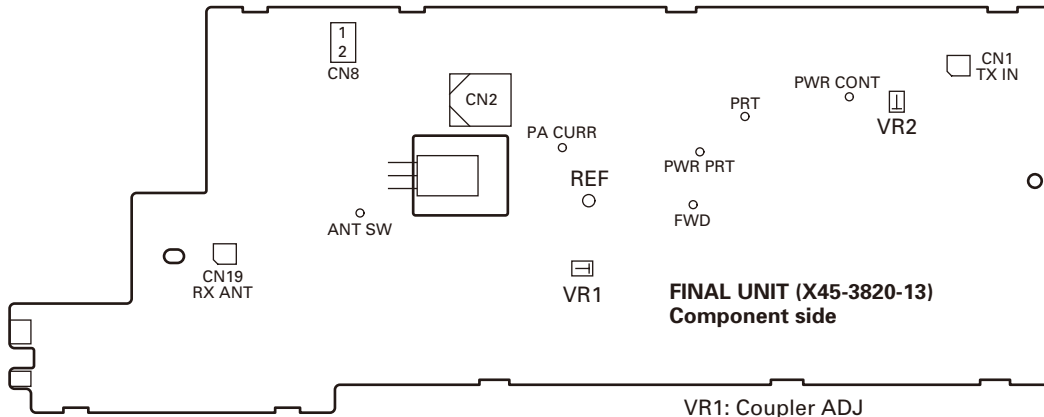 1
2
CN8
CN2
CN1
TX IN
PWR CONT
PRT
VR2
PA CURR
PWR PRT
REF
FWD
ANT SW
CN19
RX ANT
VR1
FINAL UNIT (X45-3820-13)
Component side
VR1: Coupler ADJ